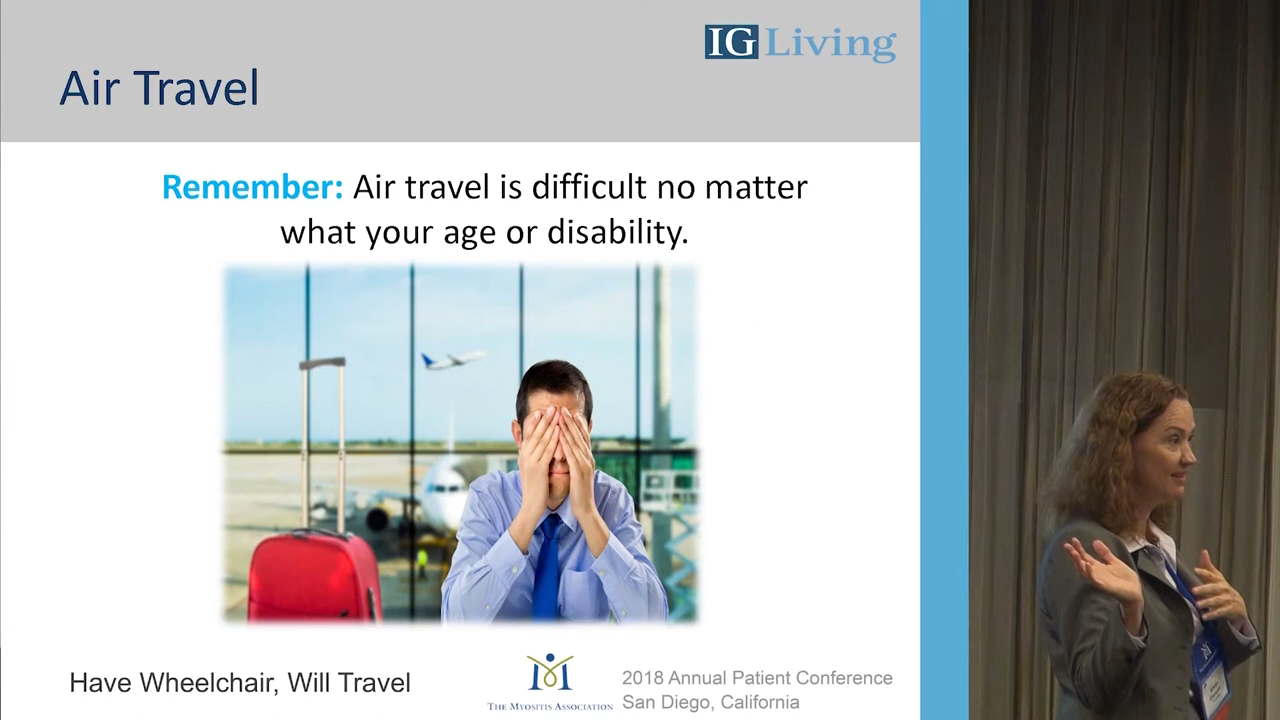 IG Living
Air Travel
Remember: Air travel is difficult no matter
what your age or disability.
Have Wheelchair, Will Travel
THE MYOSITIS ASSOCIATION
2018 Annual Patient Conference
San Diego, California